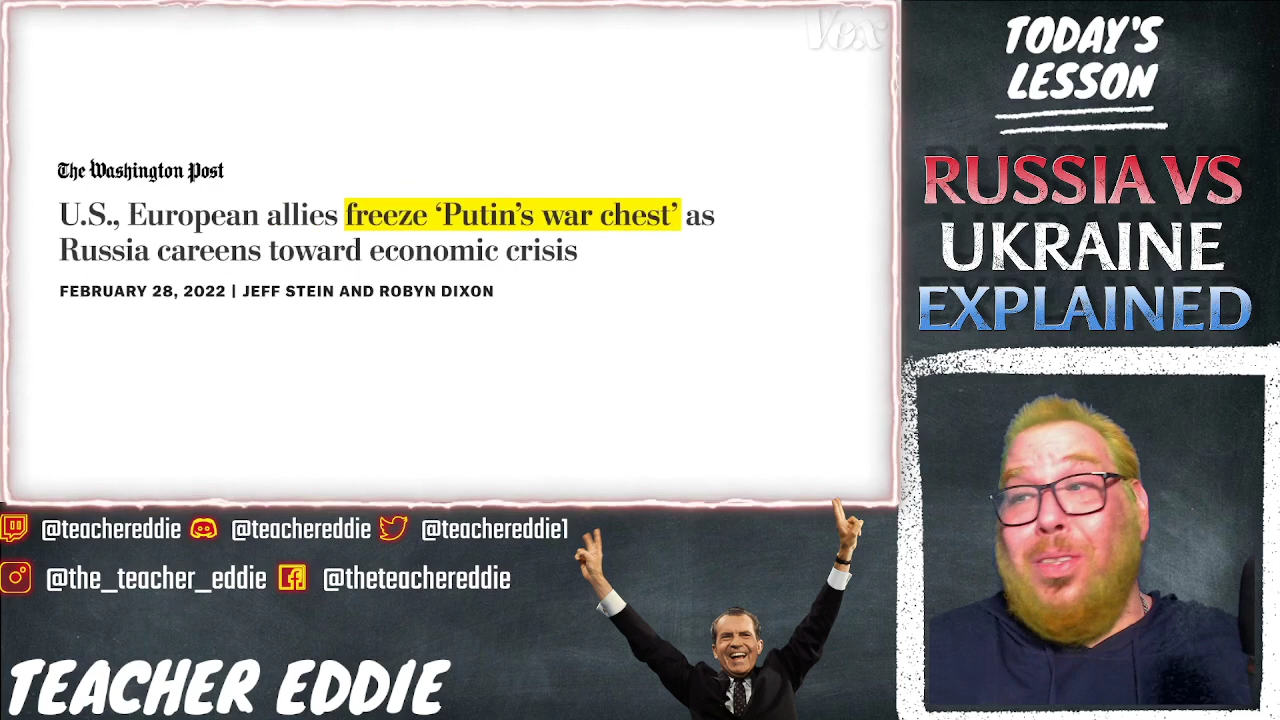 Vox
The Washington Post
U.S., European allies freeze ‘Putin’s war chest’ as
Russia careens toward economic crisis
FEBRUARY 28, 2022 | JEFF STEIN AND ROBYN DIXON
TODAY'S
LESSON
RUSSIA VS
UKRAINE
EXPLAINED
@teachereddie @teachereddie @teachereddie1
@the_teacher_eddie @theteachereddie
TEACHER EDDIE